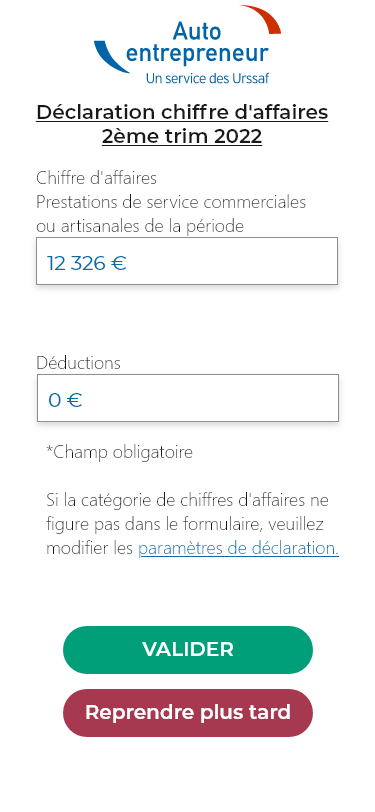 Auto
entrepreneur
Un service des Urssaf
Déclaration chiffre d'affaires
2ème trim 2022
Chiffre d'affaires
Prestations de service commerciales
ou artisanales de la période
12 326 €
Déductions
0 €
*Champ obligatoire
Si la catégorie de chiffres d'affaires ne
figure pas dans le formulaire, veuillez
modifier les paramètres de déclaration.
VALIDER
Reprendre plus tard